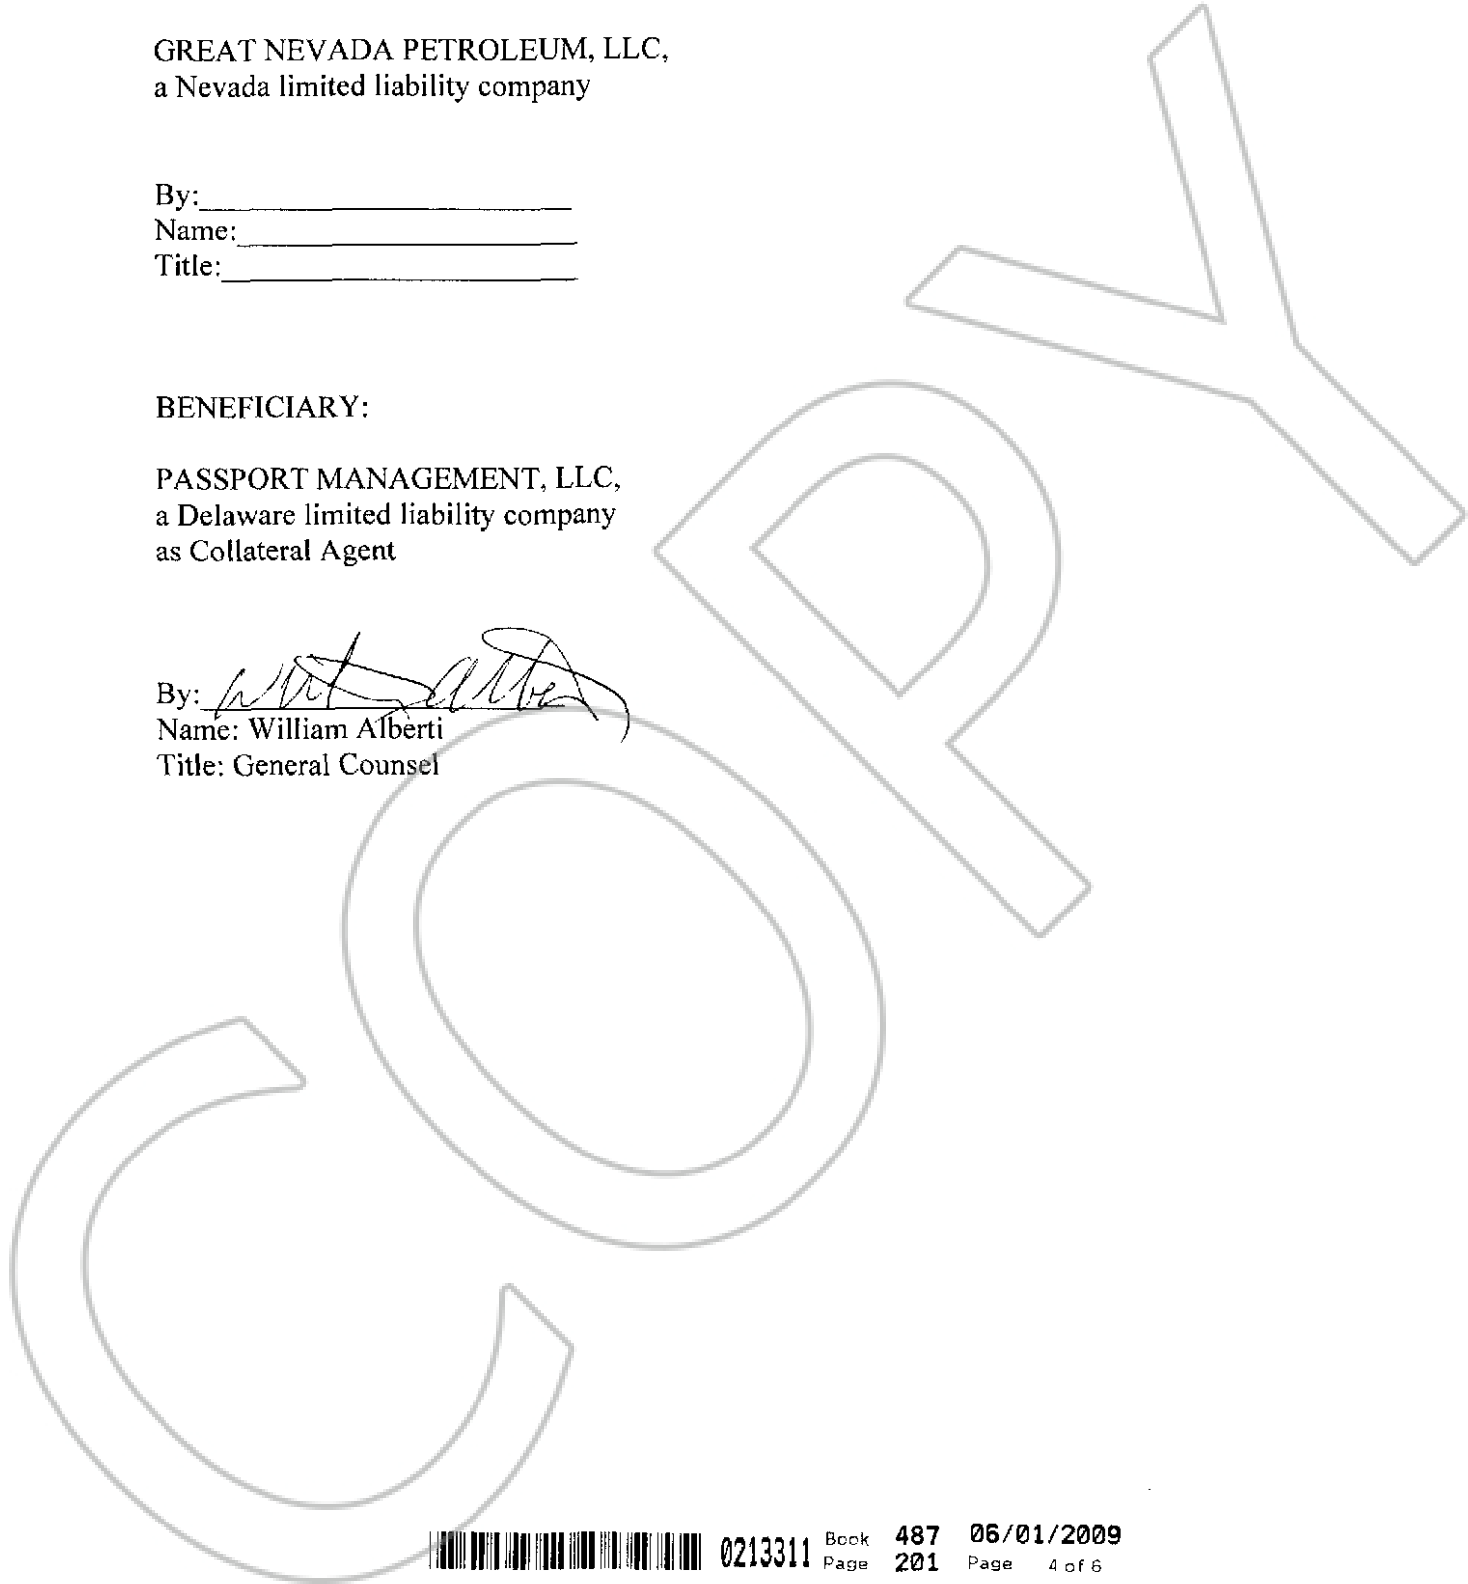 GREAT NEVADA PETROLEUM, LLC,
a Nevada limited liability company
By:
Name:
Title:
BENEFICIARY:
PASSPORT MANAGEMENT, LLC,
a Delaware limited liability company
as Collateral Agent
By:
Name: William Alberti
Title: General Counsel
COPY
0213311 Book 487 06/01/2009
Page 201 Page 4 of 6